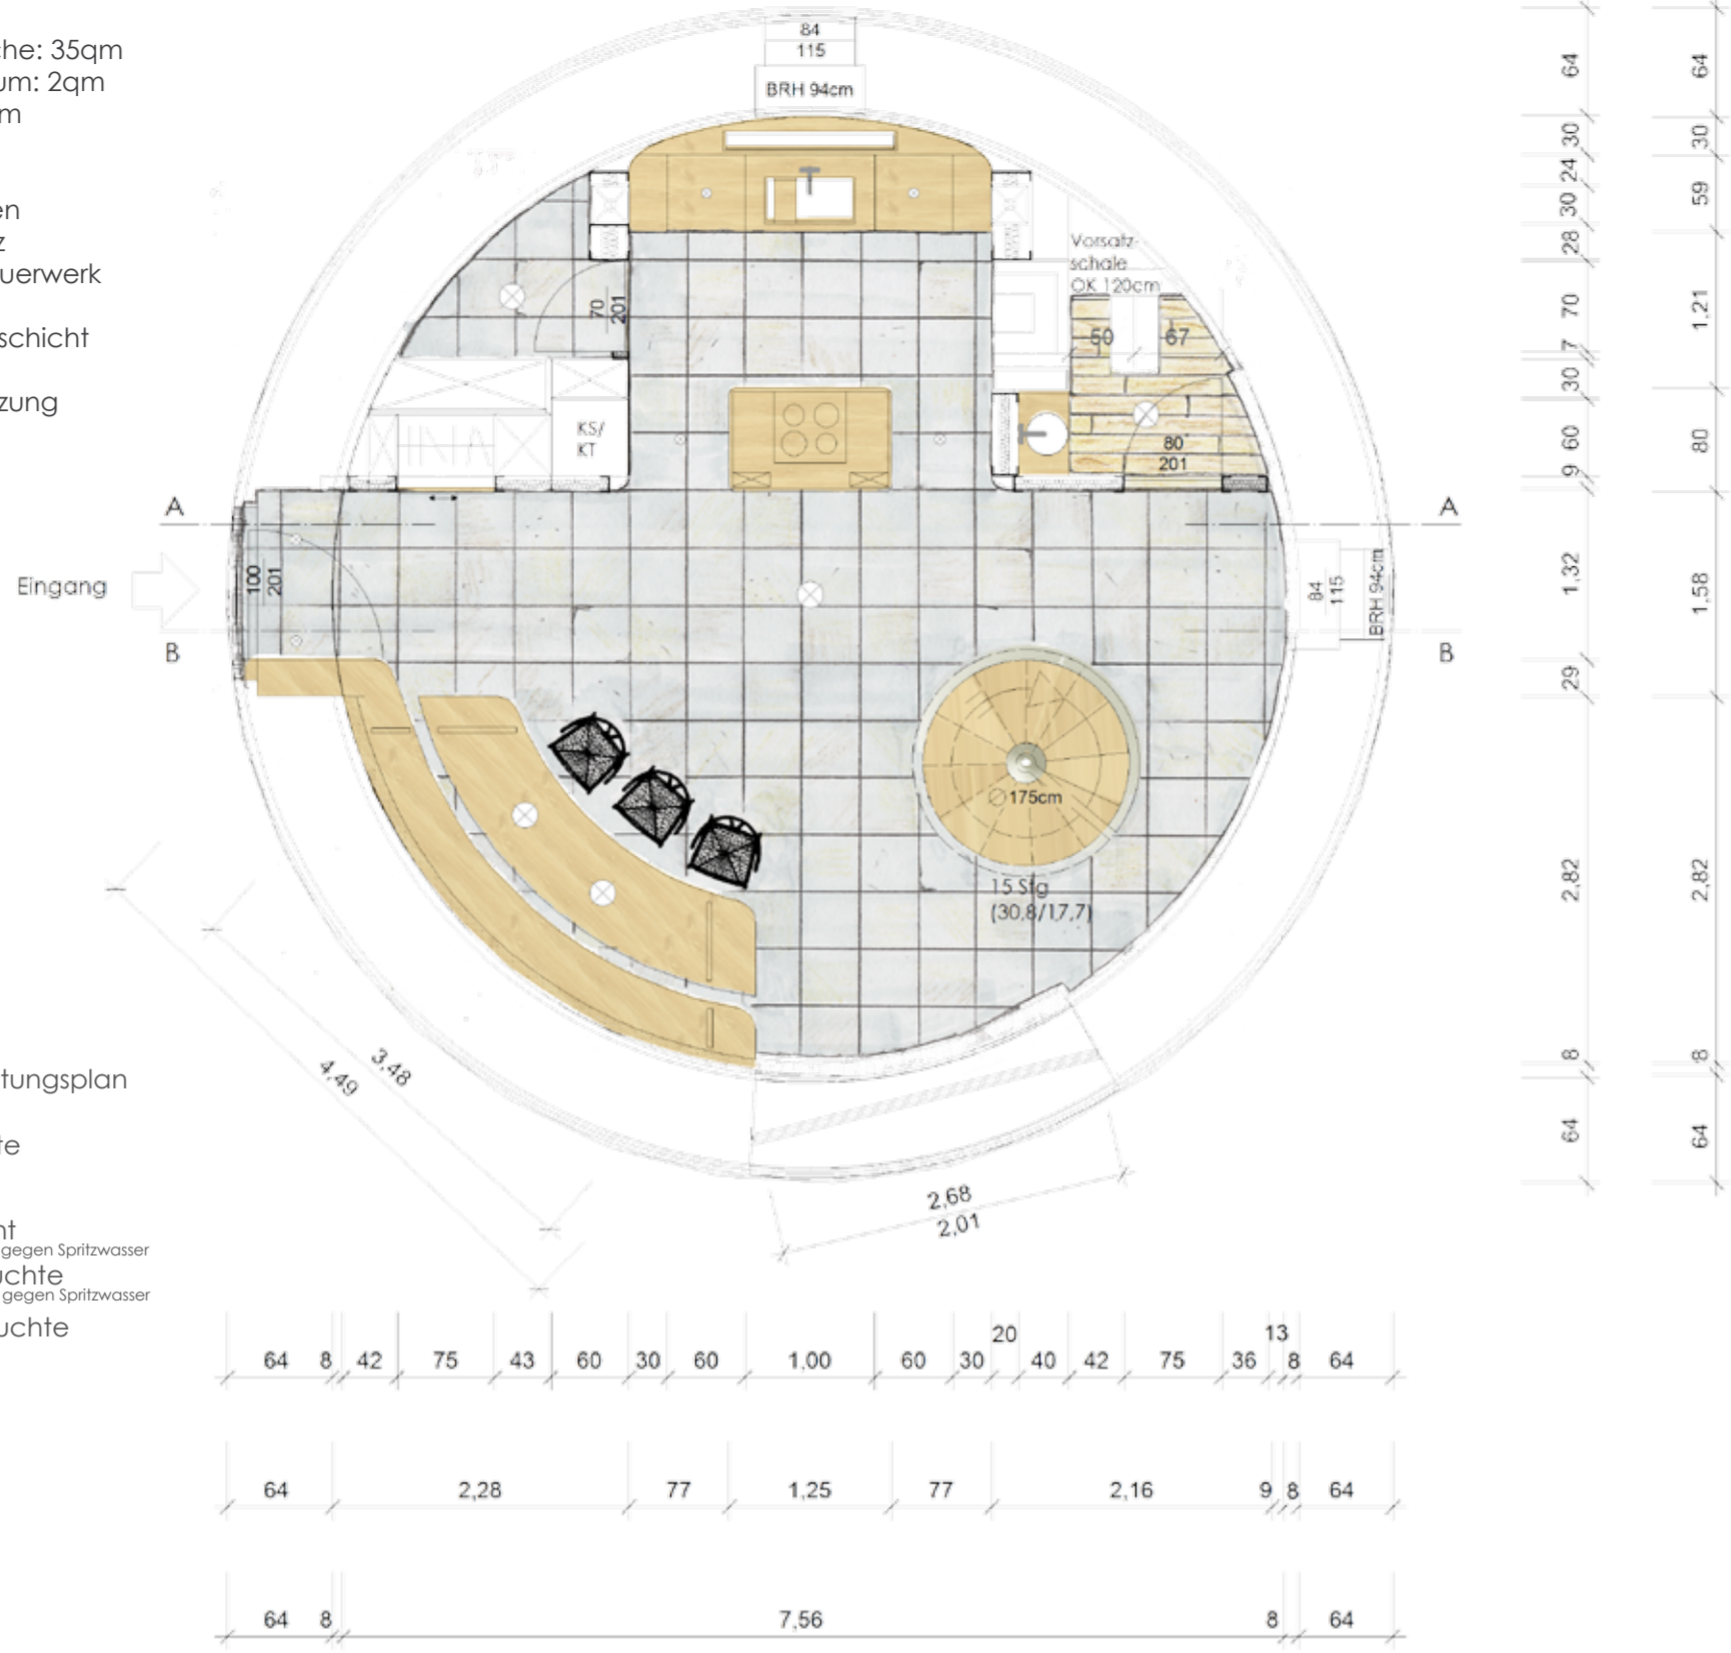 che: 35qm
um: 2qm
m
en
z
uerwerk
schicht
zung
84
115
BRH 94cm
Vorsatz-
schale
OK 120cm
70
201
50
67
KS/
KT
80
201
A
A
Eingang
100
201
84
115
BRH 94cm
B
B
∅175cm
15 Stg
(30,8/17,7)
3,48
4,49
2,68
2,01
tungsplan
te
nt
gegen Spritzwasser
uchte
gegen Spritzwasser
uchte
64
30
24
30
28
70
7
30
60
9
1,32
29
2,82
8
64
64
30
59
1,21
80
1,58
2,82
8
64
64 8 42 75 43 60 30 60 1,00 60 30 20 40 42 75 36 13 8 64
64 2,28 77 1,25 77 2,16 9 8 64
64 8 7,56 8 64